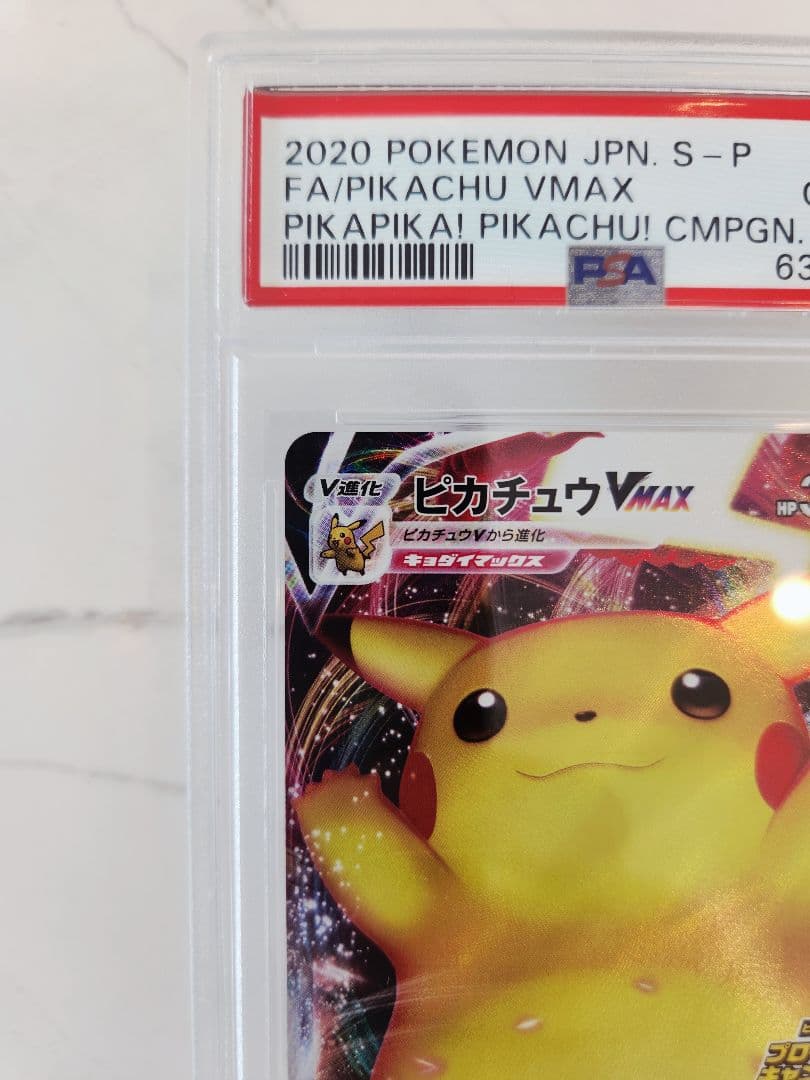 2020 POKEMON JPN. S-P
FA/PIKACHU VMAX
PIKAPIKA! PIKACHU! CMPGN.
PSA
63
V進化
ピカチュウVMAX
HP
ピカチュウVから進化
キョダイマックス